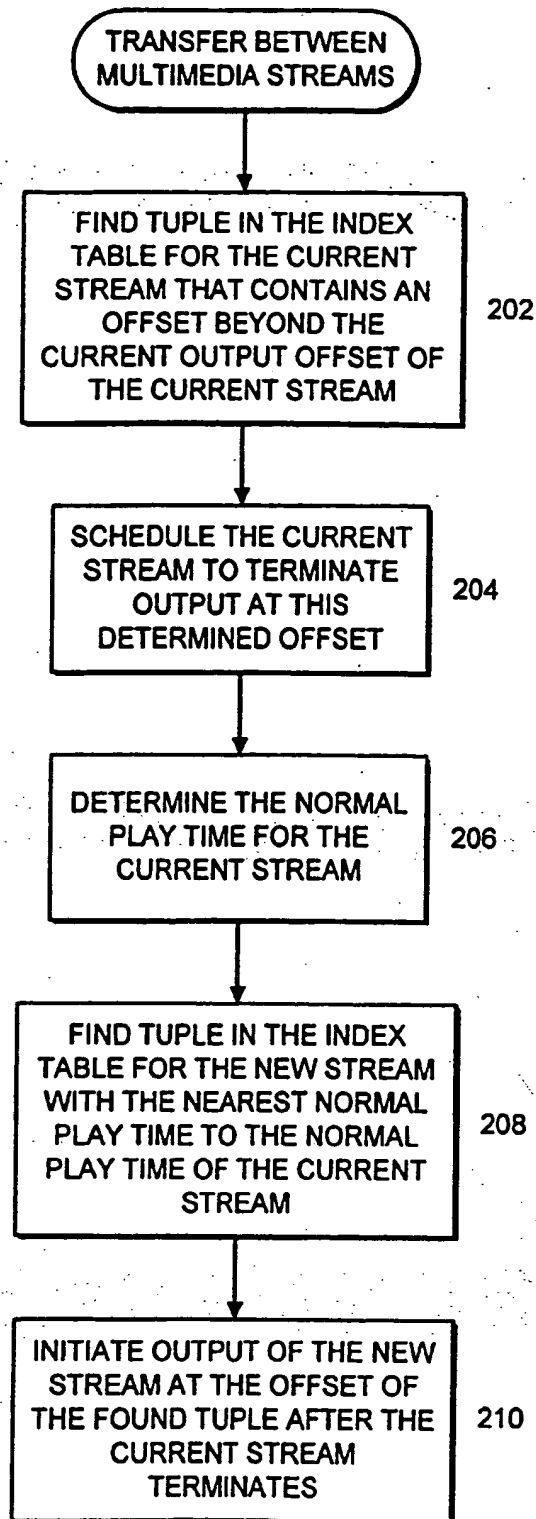 TRANSFER BETWEEN
MULTIMEDIA STREAMS
FIND TUPLE IN THE INDEX
TABLE FOR THE CURRENT
STREAM THAT CONTAINS AN
OFFSET BEYOND THE
CURRENT OUTPUT OFFSET OF
THE CURRENT STREAM
202
SCHEDULE THE CURRENT
STREAM TO TERMINATE
OUTPUT AT THIS
DETERMINED OFFSET
204
DETERMINE THE NORMAL
PLAY TIME FOR THE
CURRENT STREAM
206
FIND TUPLE IN THE INDEX
TABLE FOR THE NEW STREAM
WITH THE NEAREST NORMAL
PLAY TIME TO THE NORMAL
PLAY TIME OF THE CURRENT
STREAM
208
INITIATE OUTPUT OF THE NEW
STREAM AT THE OFFSET OF
THE FOUND TUPLE AFTER THE
CURRENT STREAM
TERMINATES
210